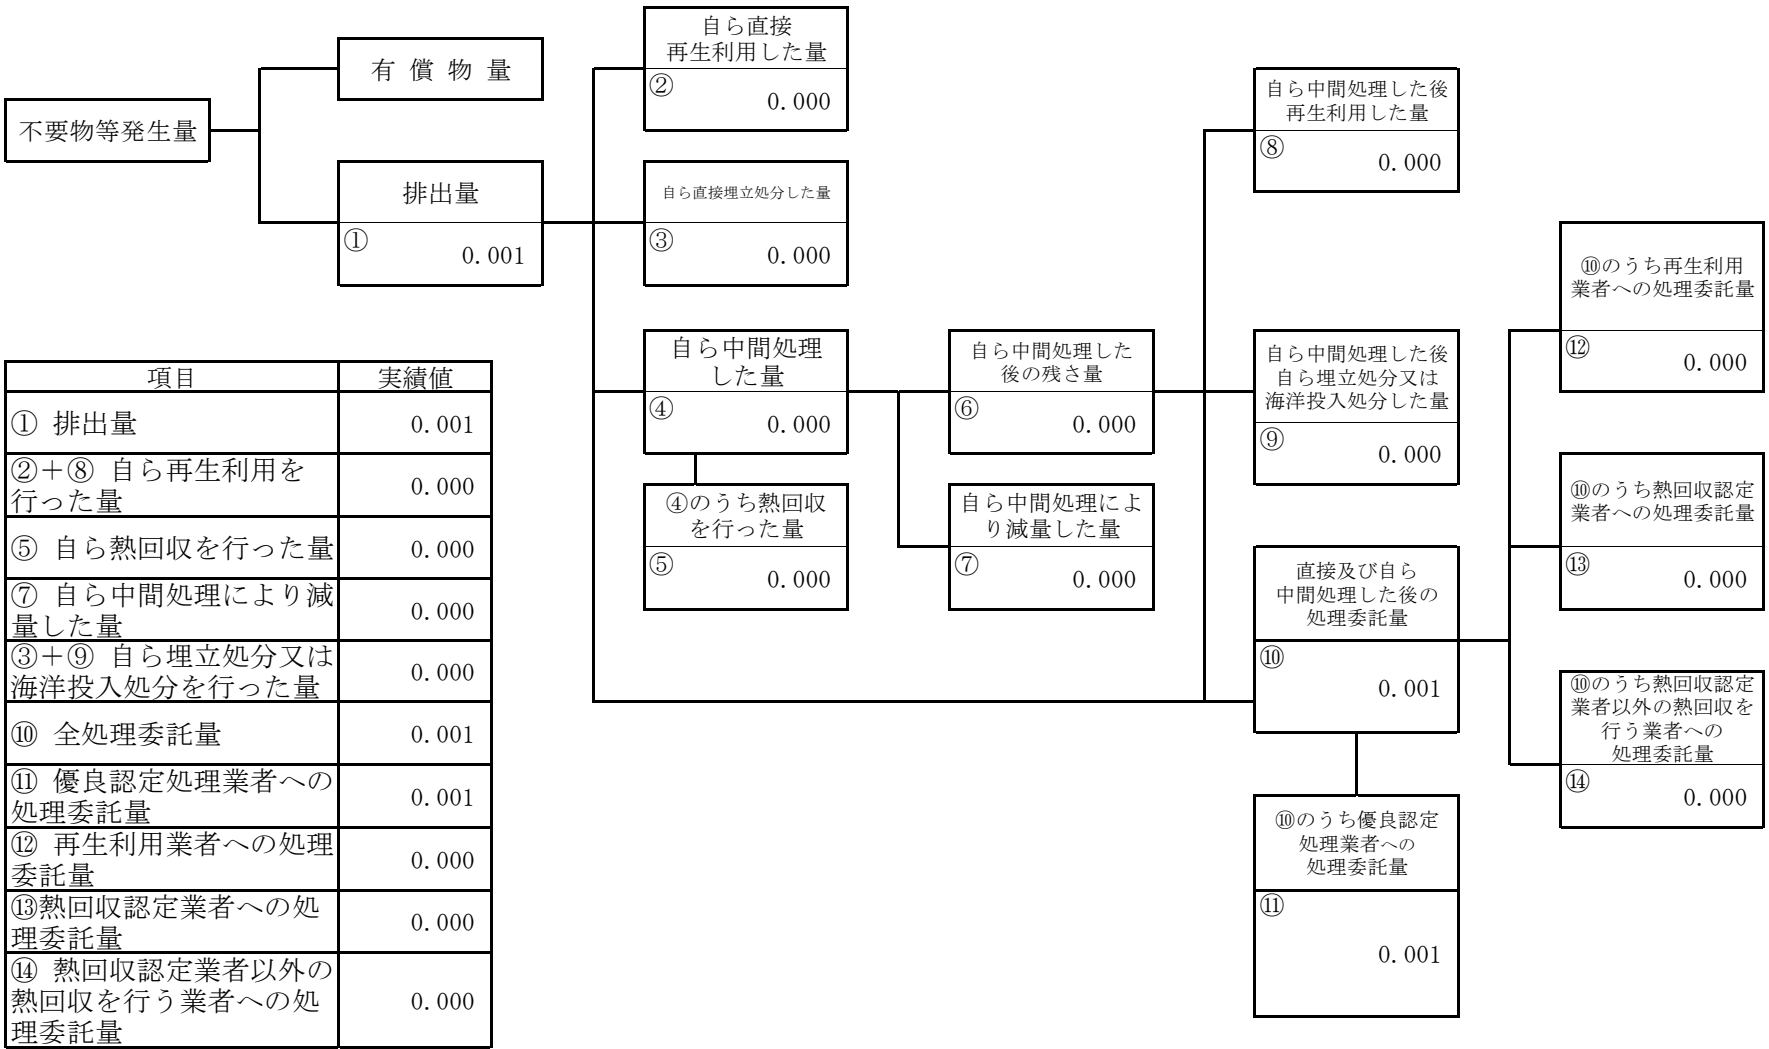 自ら直接
再生利用した量
② 0.000
有 償 物 量
不要物等発生量
排出量
① 0.001
自ら直接埋立処分した量
③ 0.000
自ら中間処理
した量
④ 0.000
④のうち熱回収
を行った量
⑤ 0.000
自ら中間処理した
後の残さ量
⑥ 0.000
自ら中間処理によ
り減量した量
⑦ 0.000
自ら中間処理した後
再生利用した量
⑧ 0.000
自ら中間処理した後
自ら埋立処分又は
海洋投入処分した量
⑨ 0.000
直接及び自ら
中間処理した後の
処理委託量
⑩ 0.001
⑩のうち優良認定
処理業者への
処理委託量
⑪ 0.001
⑩のうち再生利用
業者への処理委託量
⑫ 0.000
⑩のうち熱回収認定
業者への処理委託量
⑬ 0.000
⑩のうち熱回収認定
業者以外の熱回収を
行う業者への
処理委託量
⑭ 0.000
項目 実績値
① 排出量 0.001
②＋⑧ 自ら再生利用を
行った量 0.000
⑤ 自ら熱回収を行った量 0.000
⑦ 自ら中間処理により減
量した量 0.000
③＋⑨ 自ら埋立処分又は
海洋投入処分を行った量 0.000
⑩ 全処理委託量 0.001
⑪ 優良認定処理業者への
処理委託量 0.001
⑫ 再生利用業者への処理
委託量 0.000
⑬熱回収認定業者への処
理委託量 0.000
⑭ 熱回収認定業者以外の
熱回収を行う業者への処
理委託量 0.000